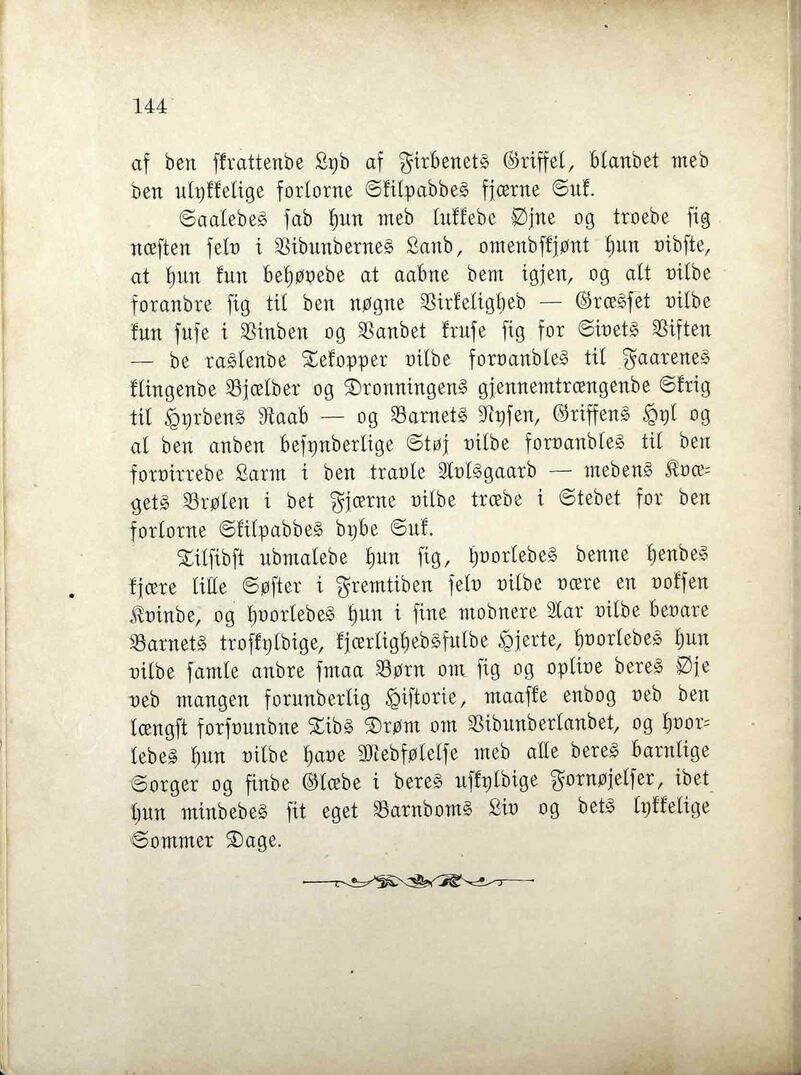 144
af den skrattende Lyd af Firbenets Griffel, blandet med
den ulykkelige forlorne Skilpaddes fjærne Suk.
Saaledes sad hun med lukkede Øjne og troede sig
næsten selv i Vidundernes Land, omendskjønt hun vidste,
at hun kun behøvede at aabne dem igjen, og alt vilde
forandre sig til den nøgne Virkelighed — Græsset vilde
kun suse i Vinden og Vandet kruse sig for Sivets Viften
— de raslende Tekopper vilde forvandles til Faarenes
klingende Bjælder og Dronningens gjennemtrængende Skrig
til Hyrdens Raab — og Barnets Nysen, Griffens Hyl og
al den anden besynderlige Støj vilde forvandles til den
forvirrede Larm i den travle Avlsgaard — medens Kvæ-
gets Brølen i det Fjærne vilde træde i Stedet for den
forlorne Skilpaddes dybe Suk.
Tilsidst udmalede hun sig, hvorledes denne hendes
kjære lille Søster i Fremtiden selv vilde være en voksen
Kvinde, og hvorledes hun i sine modnere Aar vilde bevare
Barnets troskyldige, kjærlighedsfulde Hjerte, hvorledes hun
vilde samle andre smaa Børn om sig og oplive deres Øje
ved mangen forunderlig Historie, maaske endog ved den
længst forsvundne Tids Drøm om Vidunderlandet, og hvor-
ledes hun vilde have Medfølelse med alle deres barnlige
Sorger og finde Glæde i deres uskyldige Fornøjelser, idet
hun mindedes sit eget Barndoms Liv og dets lykkelige
Sommer Dage.